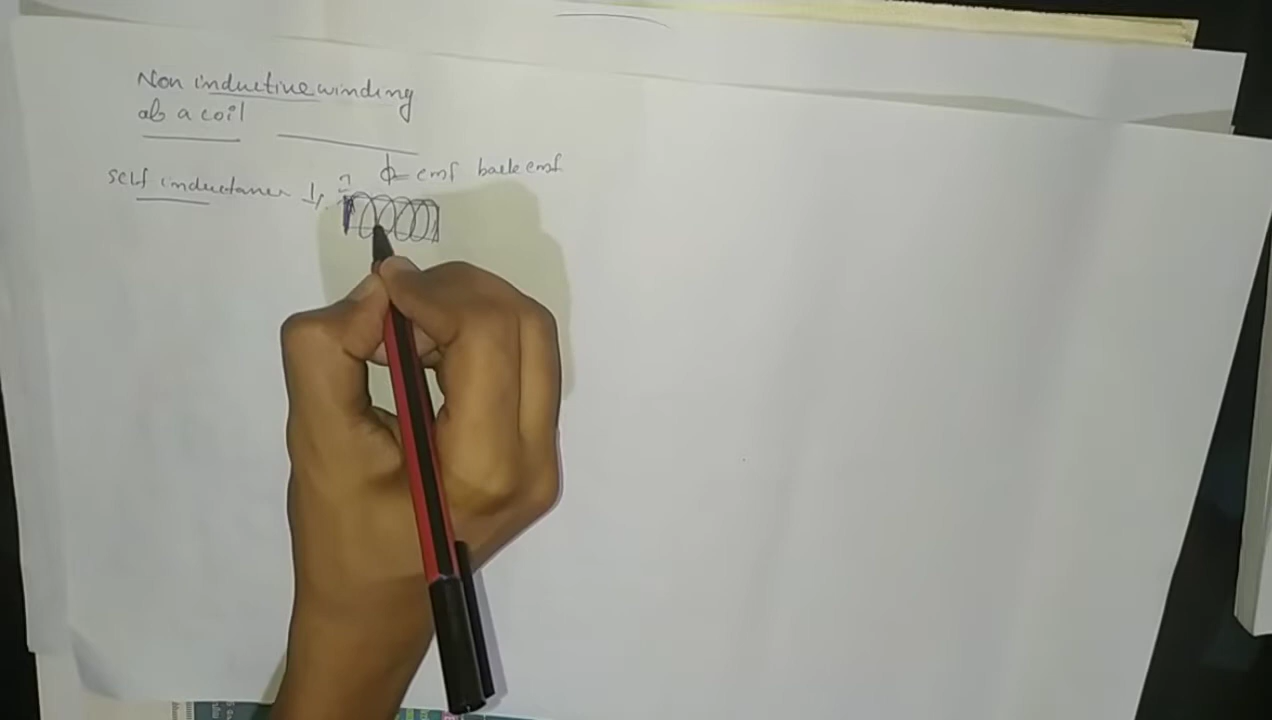 Non inductive winding
of a coil
φ emf back emf
self inductance